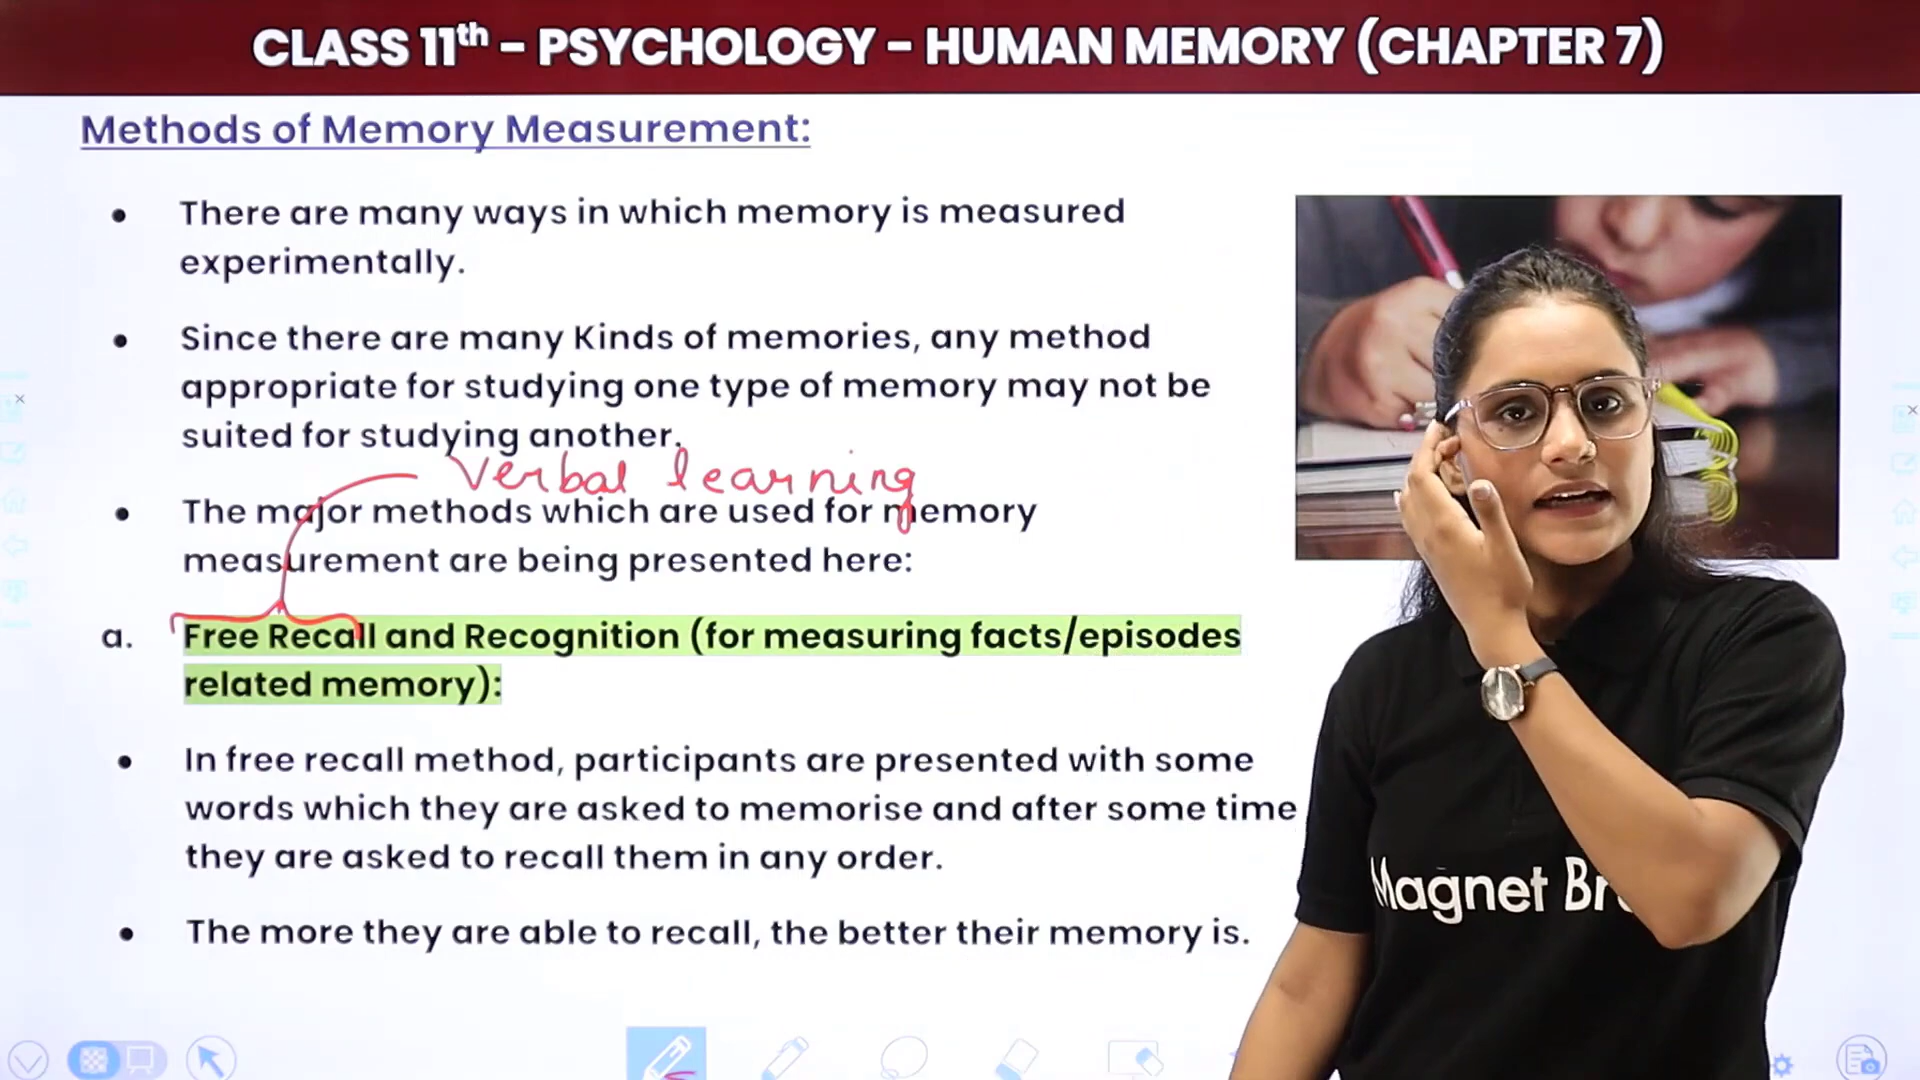 CLASS 11th - PSYCHOLOGY - HUMAN MEMORY (CHAPTER 7)
Methods of Memory Measurement:
• There are many ways in which memory is measured
experimentally.
• Since there are many Kinds of memories, any method
appropriate for studying one type of memory may not be
suited for studying another.
Verbal learning
• The major methods which are used for memory
measurement are being presented here:
a. Free Recall and Recognition (for measuring facts/episodes
related memory):
• In free recall method, participants are presented with some
words which they are asked to memorise and after some time
they are asked to recall them in any order.
• The more they are able to recall, the better their memory is.
Magnet